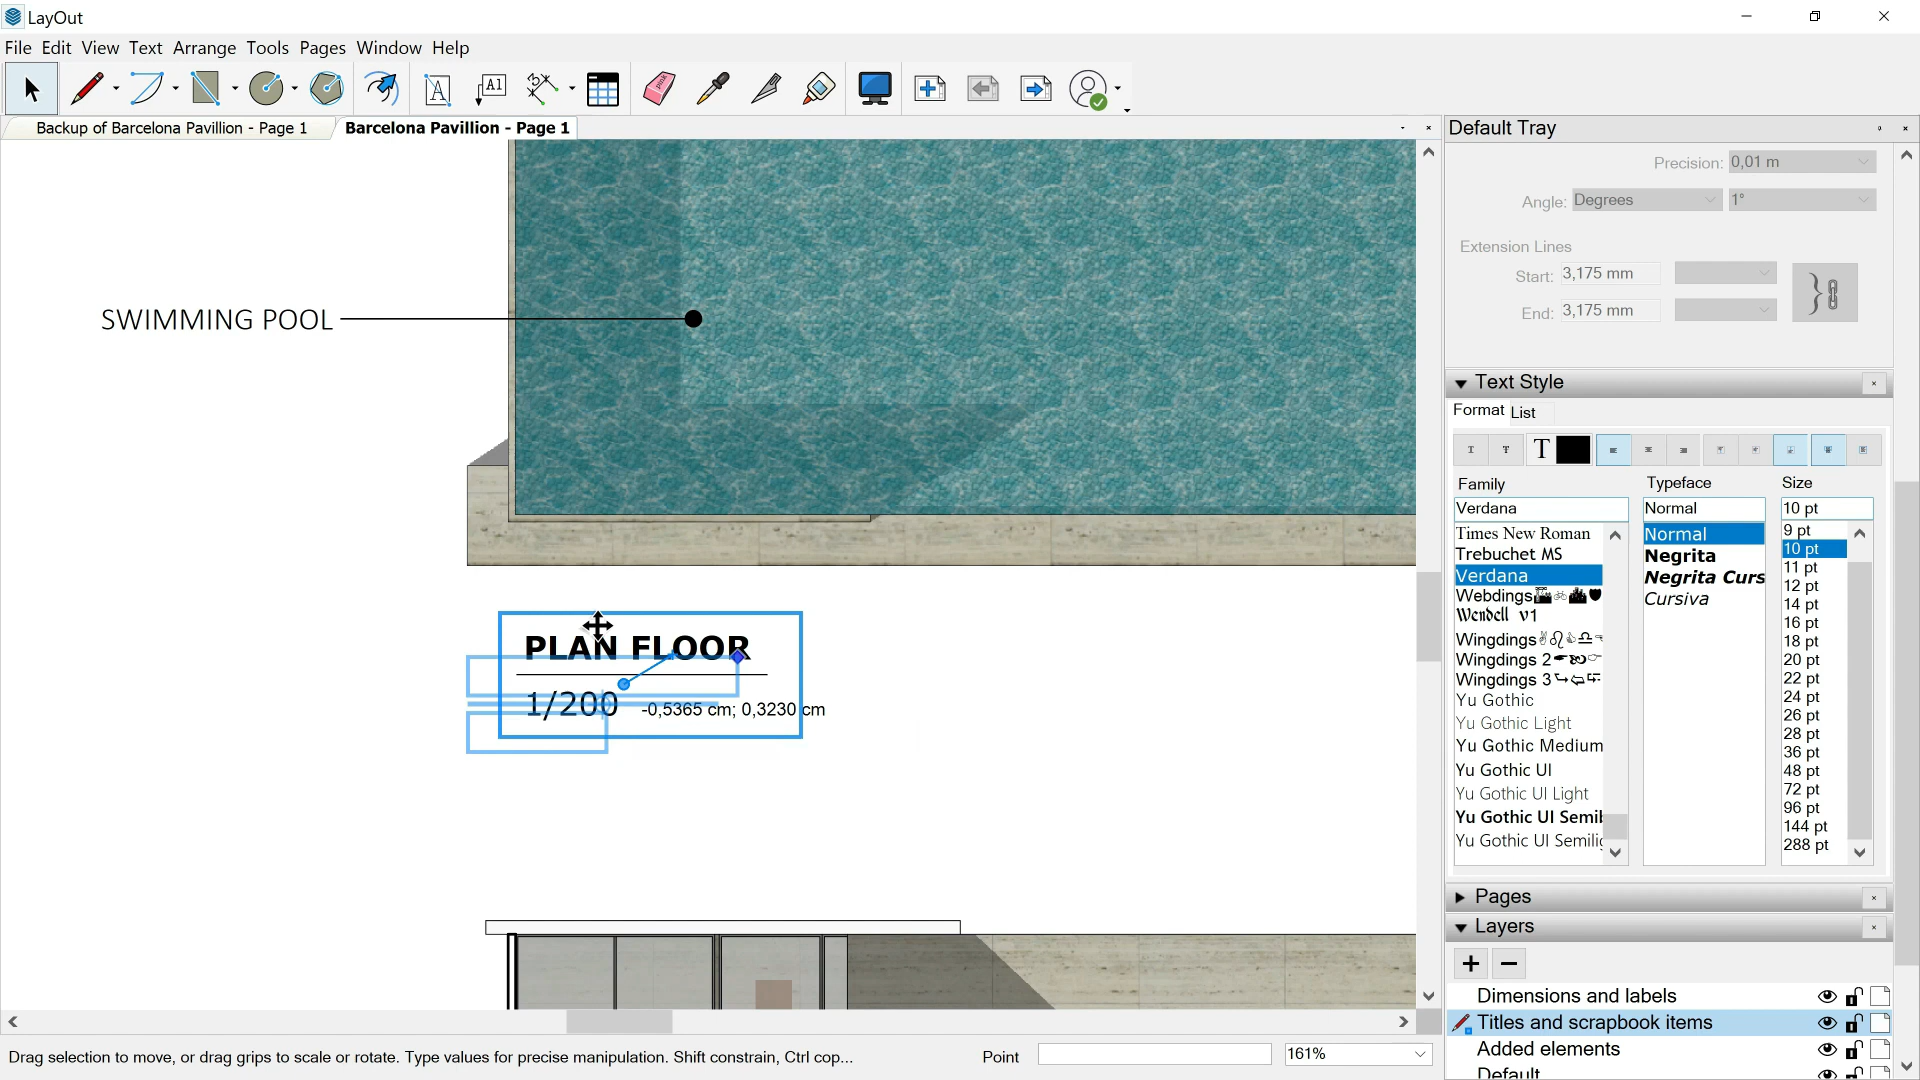 LayOut
File Edit View Text Arrange Tools Pages Window Help
Backup of Barcelona Pavillion - Page 1
Barcelona Pavillion - Page 1
SWIMMING POOL
PLAN FLOOR
1/200
-0,5365 cm; 0,3230 cm
Default Tray
Precision: 0,01 m
Angle: Degrees 1°
Extension Lines
Start: 3,175 mm
End: 3,175 mm
Text Style
Format List
Family Typeface Size
Verdana Normal 10 pt
Times New Roman
Trebuchet MS
Verdana
Webdings
Wendell v1
Wingdings
Wingdings 2
Wingdings 3
Yu Gothic
Yu Gothic Light
Yu Gothic Medium
Yu Gothic UI
Yu Gothic UI Light
Yu Gothic UI Semil
Yu Gothic UI Semilig
Normal
Negrita
Negrita Curs
Cursiva
9 pt
10 pt
11 pt
12 pt
14 pt
16 pt
18 pt
20 pt
22 pt
24 pt
26 pt
28 pt
36 pt
48 pt
72 pt
96 pt
144 pt
288 pt
Pages
Layers
Dimensions and labels
Titles and scrapbook items
Added elements
Default
Drag selection to move, or drag grips to scale or rotate. Type values for precise manipulation. Shift constrain, Ctrl cop...
Point
161%